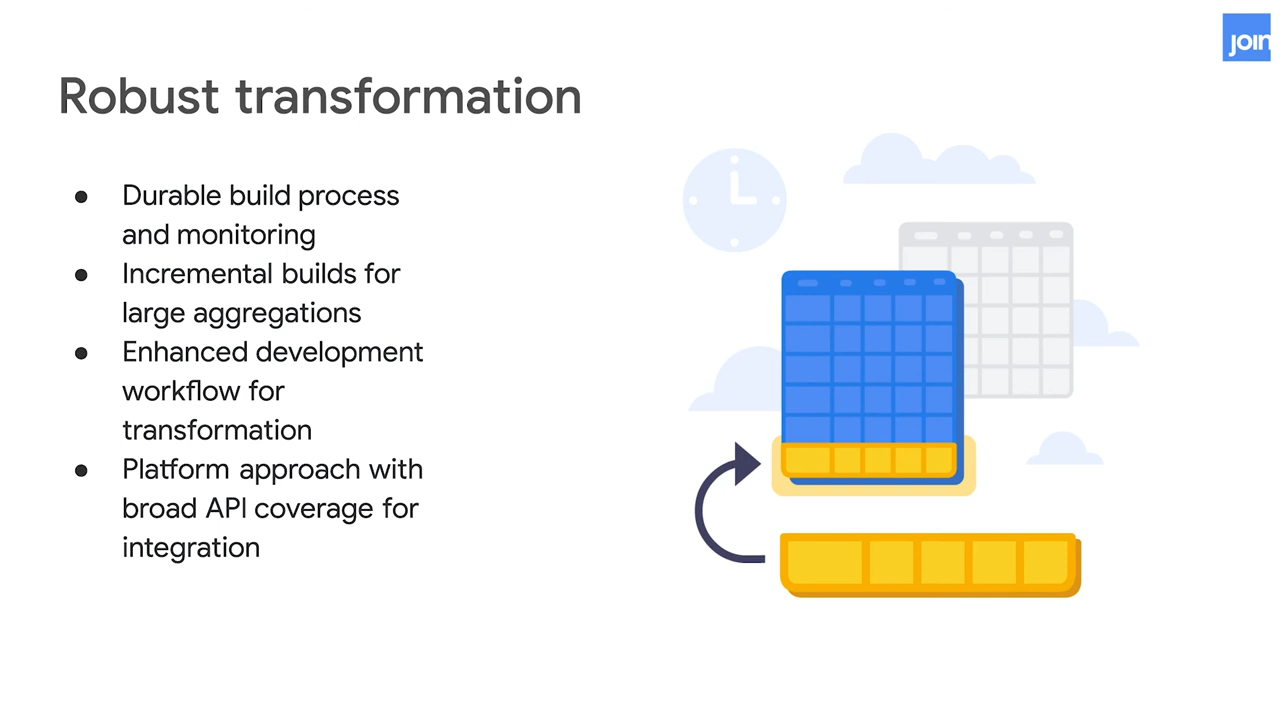 JOIN
Robust transformation
● Durable build process
and monitoring
● Incremental builds for
large aggregations
● Enhanced development
workflow for
transformation
● Platform approach with
broad API coverage for
integration